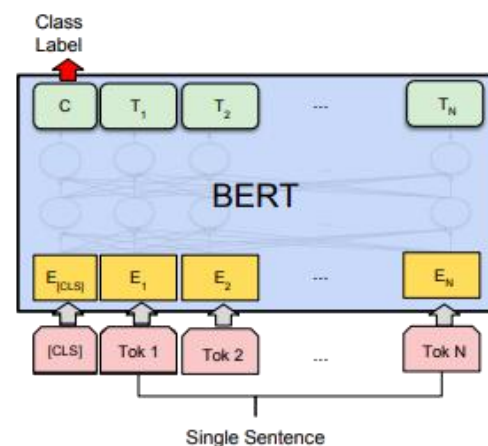 Class
Label
C T1 T2 ... TN
BERT
E[CLS] E1 E2 ... EN
[CLS] Tok 1 Tok 2 ... Tok N
Single Sentence